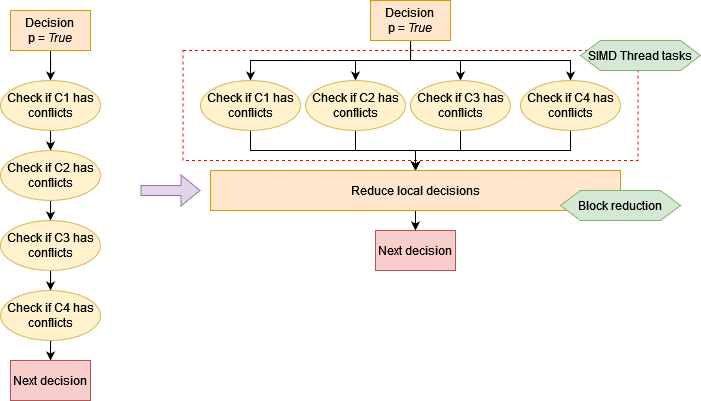 Decision
p = True
Check if C1 has
conflicts
Check if C2 has
conflicts
Check if C3 has
conflicts
Check if C4 has
conflicts
Next decision
Decision
p = True
SIMD Thread tasks
Check if C1 has
conflicts
Check if C2 has
conflicts
Check if C3 has
conflicts
Check if C4 has
conflicts
Reduce local decisions
Block reduction
Next decision